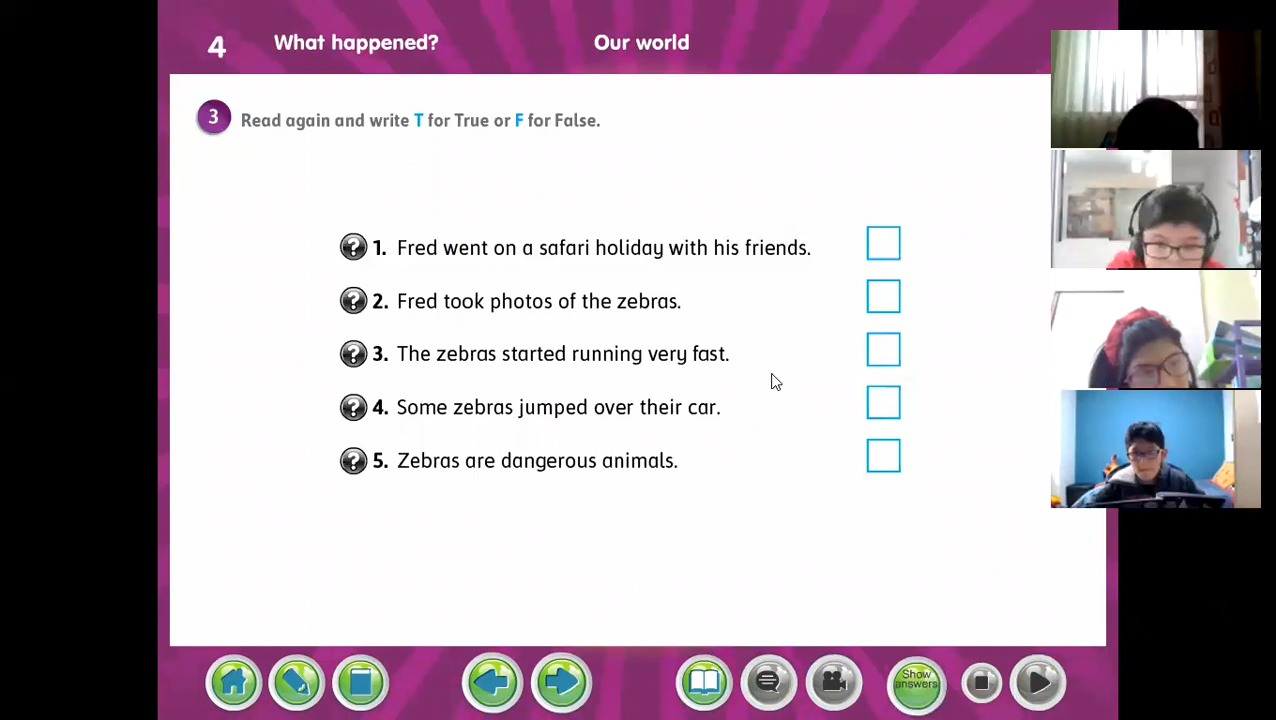 4 What happened? Our world
3 Read again and write T for True or F for False.
? 1. Fred went on a safari holiday with his friends.
? 2. Fred took photos of the zebras.
? 3. The zebras started running very fast.
? 4. Some zebras jumped over their car.
? 5. Zebras are dangerous animals.
Show
answers